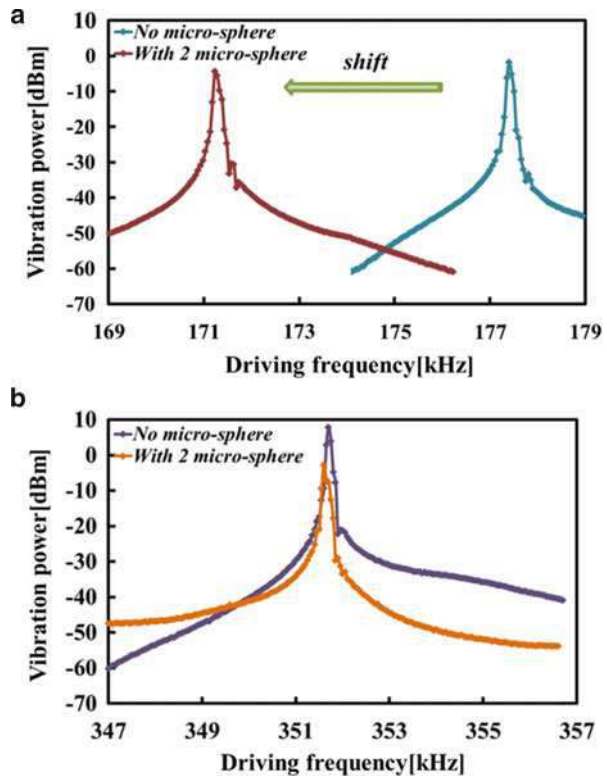 a
10
0
-10
-20
-30
-40
-50
-60
-70
Vibration power[dBm]
No micro-sphere
With 2 micro-sphere
shift
169 171 173 175 177 179
Driving frequency[kHz]
b
10
0
-10
-20
-30
-40
-50
-60
-70
Vibration power[dBm]
No micro-sphere
With 2 micro-sphere
347 349 351 353 355 357
Driving frequency[kHz]